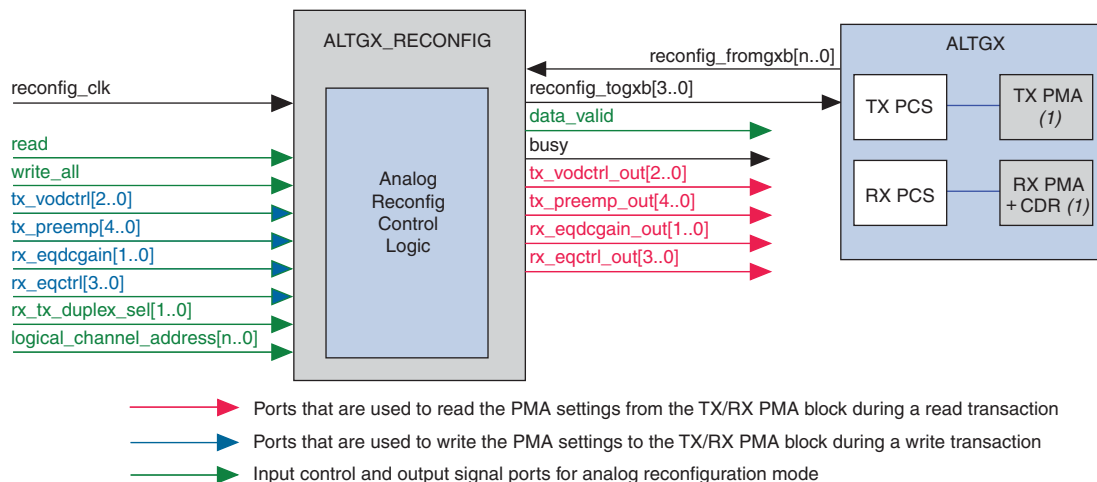 ALTGX_RECONFIG
ALTGX
reconfig_fromgxb[n..0]
reconfig_clk
reconfig_togxb[3..0]
TX PCS
TX PMA
(1)
data_valid
read
busy
write_all
tx_vodctrl_out[2..0]
tx_vodctrl[2..0]
tx_preemp_out[4..0]
tx_preemp[4..0]
rx_eqdcgain_out[1..0]
rx_eqdcgain[1..0]
rx_eqctrl_out[3..0]
rx_eqctrl[3..0]
rx_tx_duplex_sel[1..0]
logical_channel_address[n..0]
Analog
Reconfig
Control
Logic
RX PCS
RX PMA
+ CDR (1)
Ports that are used to read the PMA settings from the TX/RX PMA block during a read transaction
Ports that are used to write the PMA settings to the TX/RX PMA block during a write transaction
Input control and output signal ports for analog reconfiguration mode